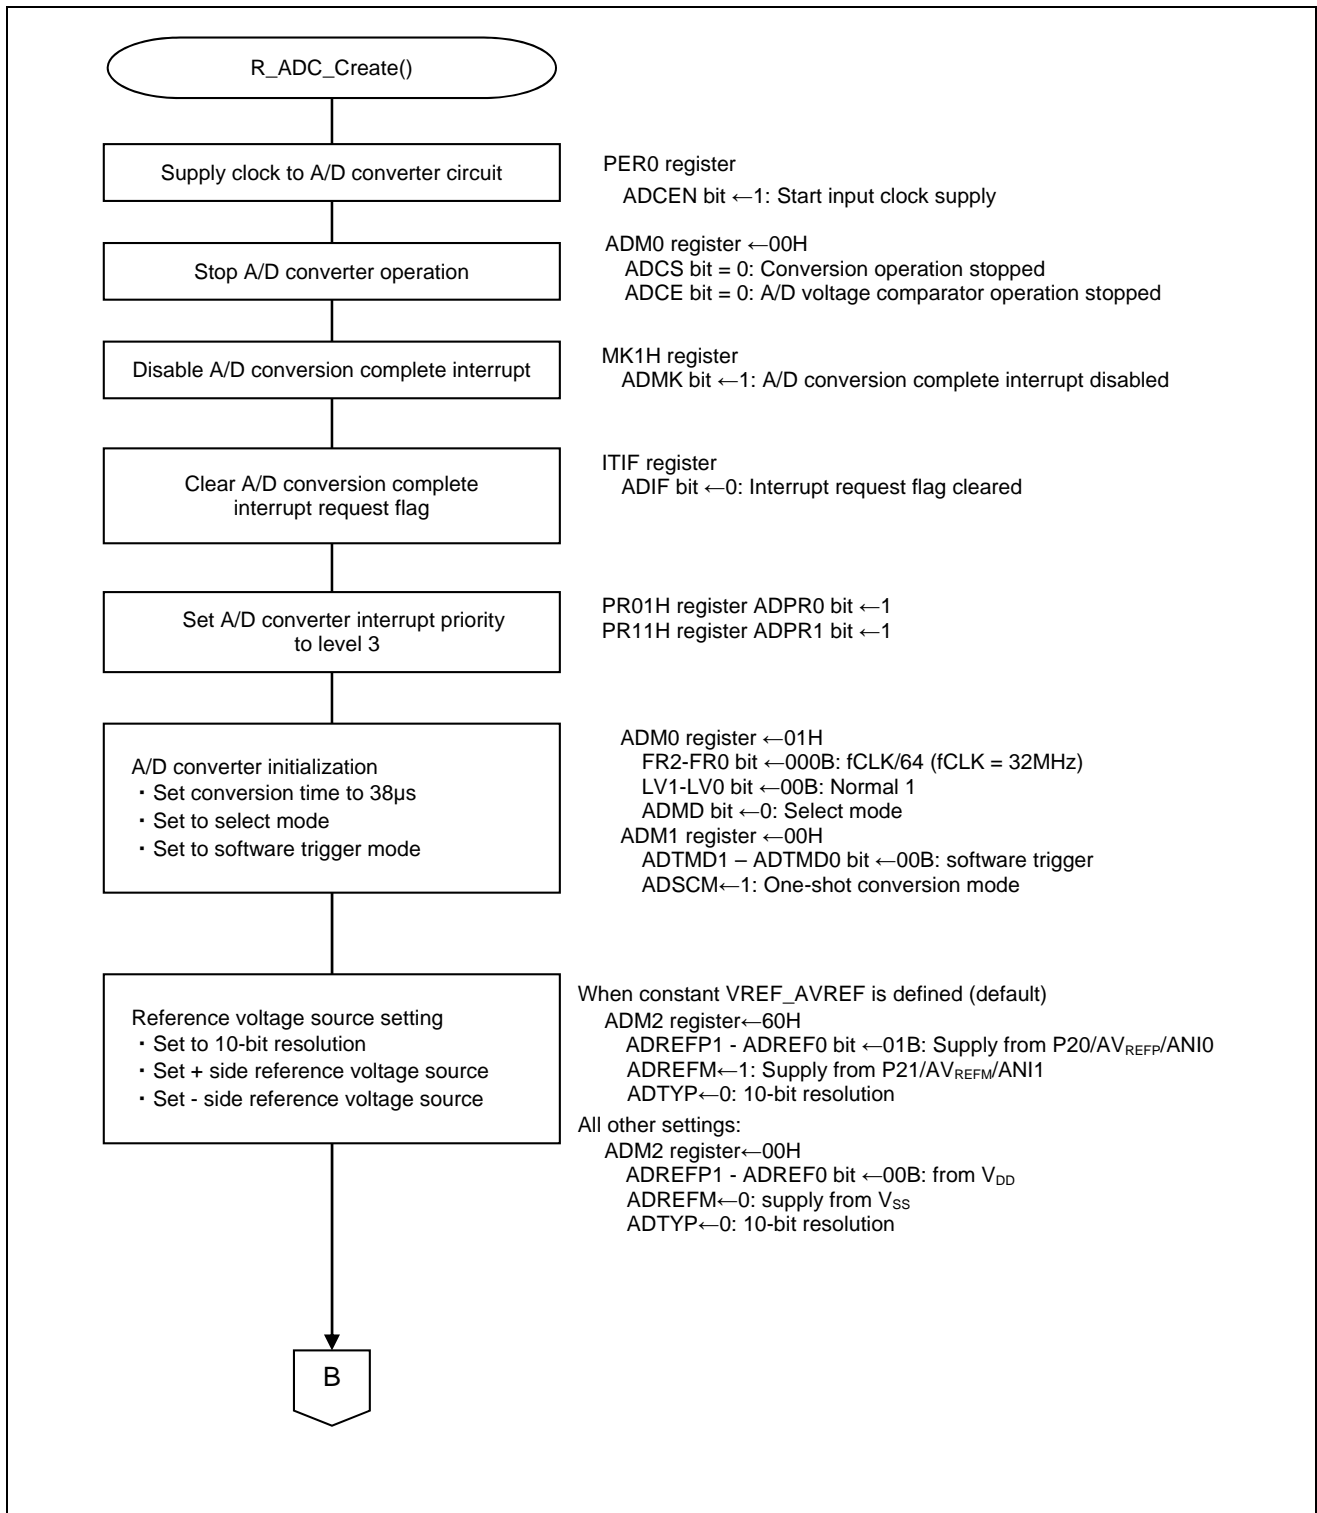 R_ADC_Create()
Supply clock to A/D converter circuit
PER0 register
ADCEN bit ←1: Start input clock supply
Stop A/D converter operation
ADM0 register ←00H
ADCS bit = 0: Conversion operation stopped
ADCE bit = 0: A/D voltage comparator operation stopped
Disable A/D conversion complete interrupt
MK1H register
ADMK bit ←1: A/D conversion complete interrupt disabled
Clear A/D conversion complete
interrupt request flag
ITIF register
ADIF bit ←0: Interrupt request flag cleared
Set A/D converter interrupt priority
to level 3
PR01H register ADPR0 bit ←1
PR11H register ADPR1 bit ←1
A/D converter initialization
・Set conversion time to 38µs
・Set to select mode
・Set to software trigger mode
ADM0 register ←01H
FR2-FR0 bit ←000B: fCLK/64 (fCLK = 32MHz)
LV1-LV0 bit ←00B: Normal 1
ADMD bit ←0: Select mode
ADM1 register ←00H
ADTMD1 – ADTMD0 bit ←00B: software trigger
ADSCM←1: One-shot conversion mode
Reference voltage source setting
・Set to 10-bit resolution
・Set + side reference voltage source
・Set - side reference voltage source
When constant VREF_AVREF is defined (default)
ADM2 register←60H
ADREFP1 - ADREF0 bit ←01B: Supply from P20/AVREFP/ANI0
ADREFM←1: Supply from P21/AVREFM/ANI1
ADTYP←0: 10-bit resolution
All other settings:
ADM2 register←00H
ADREFP1 - ADREF0 bit ←00B: from VDD
ADREFM←0: supply from VSS
ADTYP←0: 10-bit resolution
B